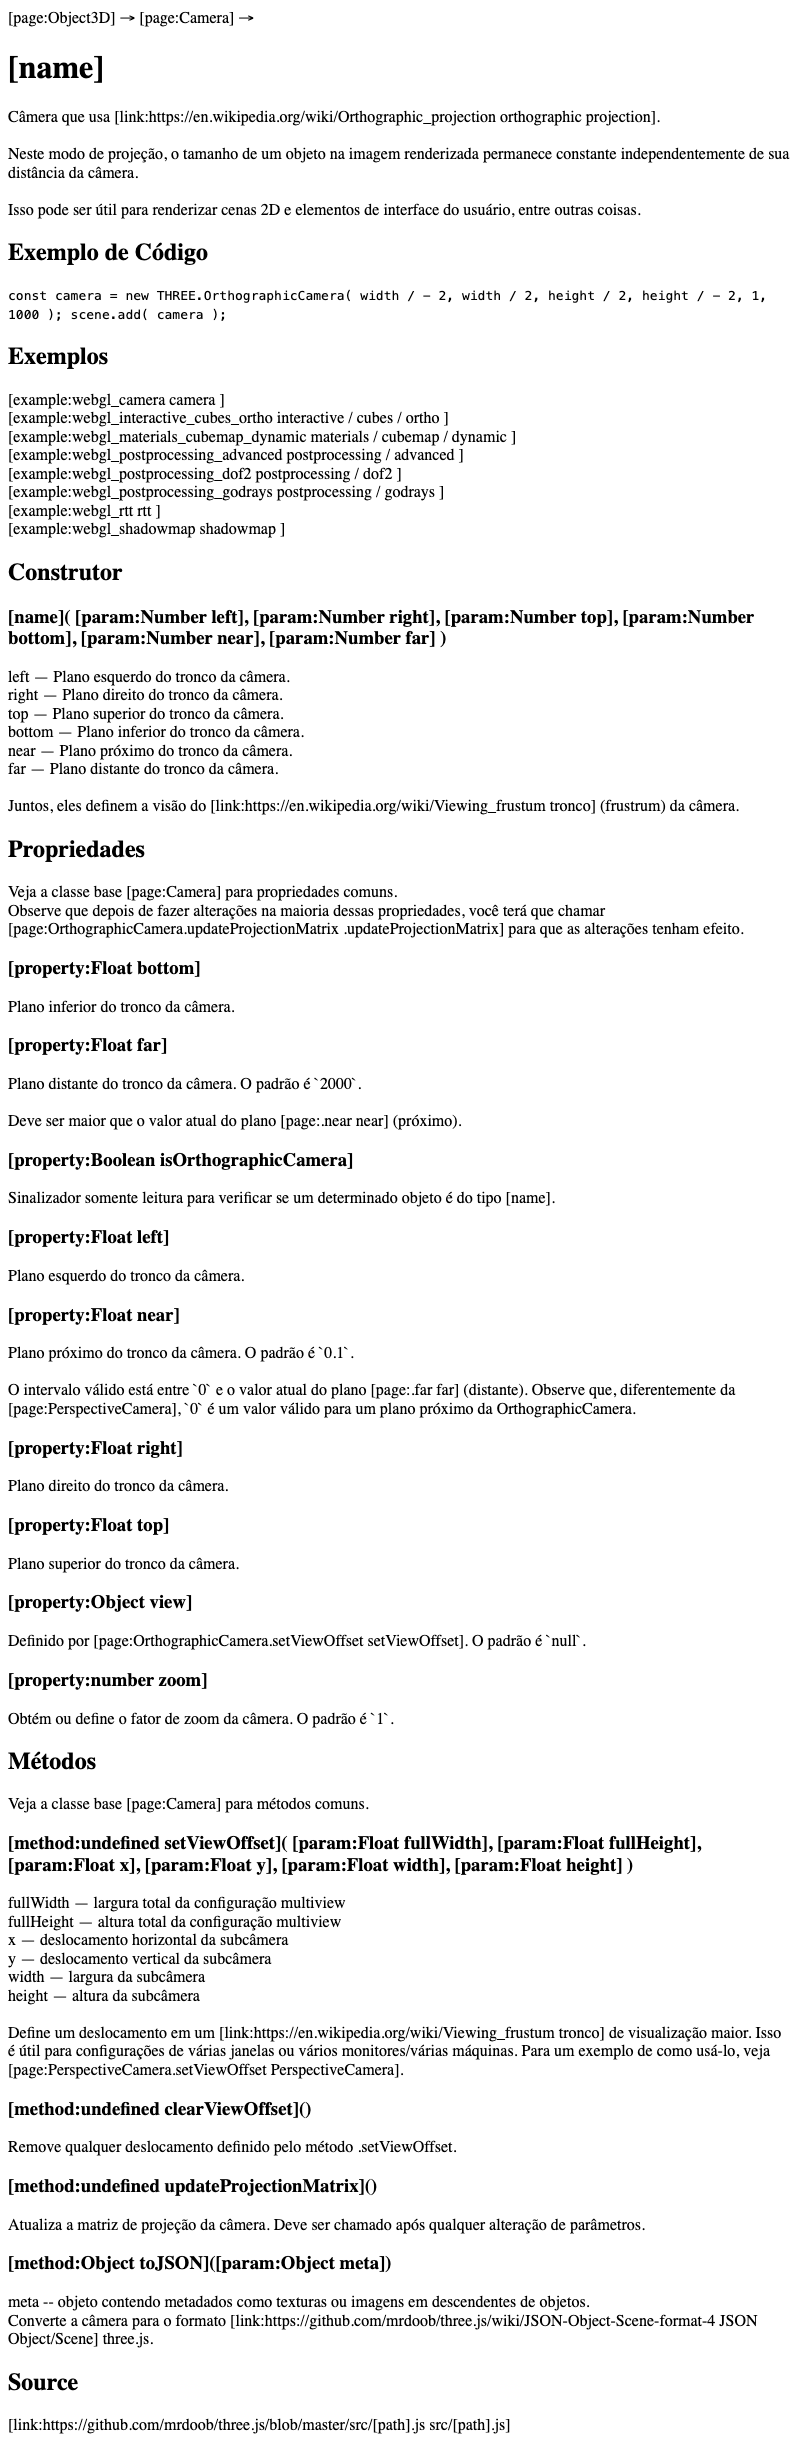 [page:Object3D] → [page:Camera] →
[name]
Câmera que usa [link:https://en.wikipedia.org/wiki/Orthographic_projection orthographic projection].
Neste modo de projeção, o tamanho de um objeto na imagem renderizada permanece constante independentemente de sua
distância da câmera.
Isso pode ser útil para renderizar cenas 2D e elementos de interface do usuário, entre outras coisas.
Exemplo de Código
const camera = new THREE.OrthographicCamera( width / - 2, width / 2, height / 2, height / - 2, 1,
1000 ); scene.add( camera );
Exemplos
[example:webgl_camera camera ]
[example:webgl_interactive_cubes_ortho interactive / cubes / ortho ]
[example:webgl_materials_cubemap_dynamic materials / cubemap / dynamic ]
[example:webgl_postprocessing_advanced postprocessing / advanced ]
[example:webgl_postprocessing_dof2 postprocessing / dof2 ]
[example:webgl_postprocessing_godrays postprocessing / godrays ]
[example:webgl_rtt rtt ]
[example:webgl_shadowmap shadowmap ]
Construtor
[name]( [param:Number left], [param:Number right], [param:Number top], [param:Number
bottom], [param:Number near], [param:Number far] )
left — Plano esquerdo do tronco da câmera.
right — Plano direito do tronco da câmera.
top — Plano superior do tronco da câmera.
bottom — Plano inferior do tronco da câmera.
near — Plano próximo do tronco da câmera.
far — Plano distante do tronco da câmera.
Juntos, eles definem a visão do [link:https://en.wikipedia.org/wiki/Viewing_frustum tronco] (frustrum) da câmera.
Propriedades
Veja a classe base [page:Camera] para propriedades comuns.
Observe que depois de fazer alterações na maioria dessas propriedades, você terá que chamar
[page:OrthographicCamera.updateProjectionMatrix .updateProjectionMatrix] para que as alterações tenham efeito.
[property:Float bottom]
Plano inferior do tronco da câmera.
[property:Float far]
Plano distante do tronco da câmera. O padrão é `2000`.
Deve ser maior que o valor atual do plano [page:.near near] (próximo).
[property:Boolean isOrthographicCamera]
Sinalizador somente leitura para verificar se um determinado objeto é do tipo [name].
[property:Float left]
Plano esquerdo do tronco da câmera.
[property:Float near]
Plano próximo do tronco da câmera. O padrão é `0.1`.
O intervalo válido está entre `0` e o valor atual do plano [page:.far far] (distante). Observe que, diferentemente da
[page:PerspectiveCamera], `0` é um valor válido para um plano próximo da OrthographicCamera.
[property:Float right]
Plano direito do tronco da câmera.
[property:Float top]
Plano superior do tronco da câmera.
[property:Object view]
Definido por [page:OrthographicCamera.setViewOffset setViewOffset]. O padrão é `null`.
[property:number zoom]
Obtém ou define o fator de zoom da câmera. O padrão é `1`.
Métodos
Veja a classe base [page:Camera] para métodos comuns.
[method:undefined setViewOffset]( [param:Float fullWidth], [param:Float fullHeight],
[param:Float x], [param:Float y], [param:Float width], [param:Float height] )
fullWidth — largura total da configuração multiview
fullHeight — altura total da configuração multiview
x — deslocamento horizontal da subcâmera
y — deslocamento vertical da subcâmera
width — largura da subcâmera
height — altura da subcâmera
Define um deslocamento em um [link:https://en.wikipedia.org/wiki/Viewing_frustum tronco] de visualização maior. Isso
é útil para configurações de várias janelas ou vários monitores/várias máquinas. Para um exemplo de como usá-lo, veja
[page:PerspectiveCamera.setViewOffset PerspectiveCamera].
[method:undefined clearViewOffset]()
Remove qualquer deslocamento definido pelo método .setViewOffset.
[method:undefined updateProjectionMatrix]()
Atualiza a matriz de projeção da câmera. Deve ser chamado após qualquer alteração de parâmetros.
[method:Object toJSON]([param:Object meta])
meta -- objeto contendo metadados como texturas ou imagens em descendentes de objetos.
Converte a câmera para o formato [link:https://github.com/mrdoob/three.js/wiki/JSON-Object-Scene-format-4 JSON
Object/Scene] three.js.
Source
[link:https://github.com/mrdoob/three.js/blob/master/src/[path].js src/[path].js]